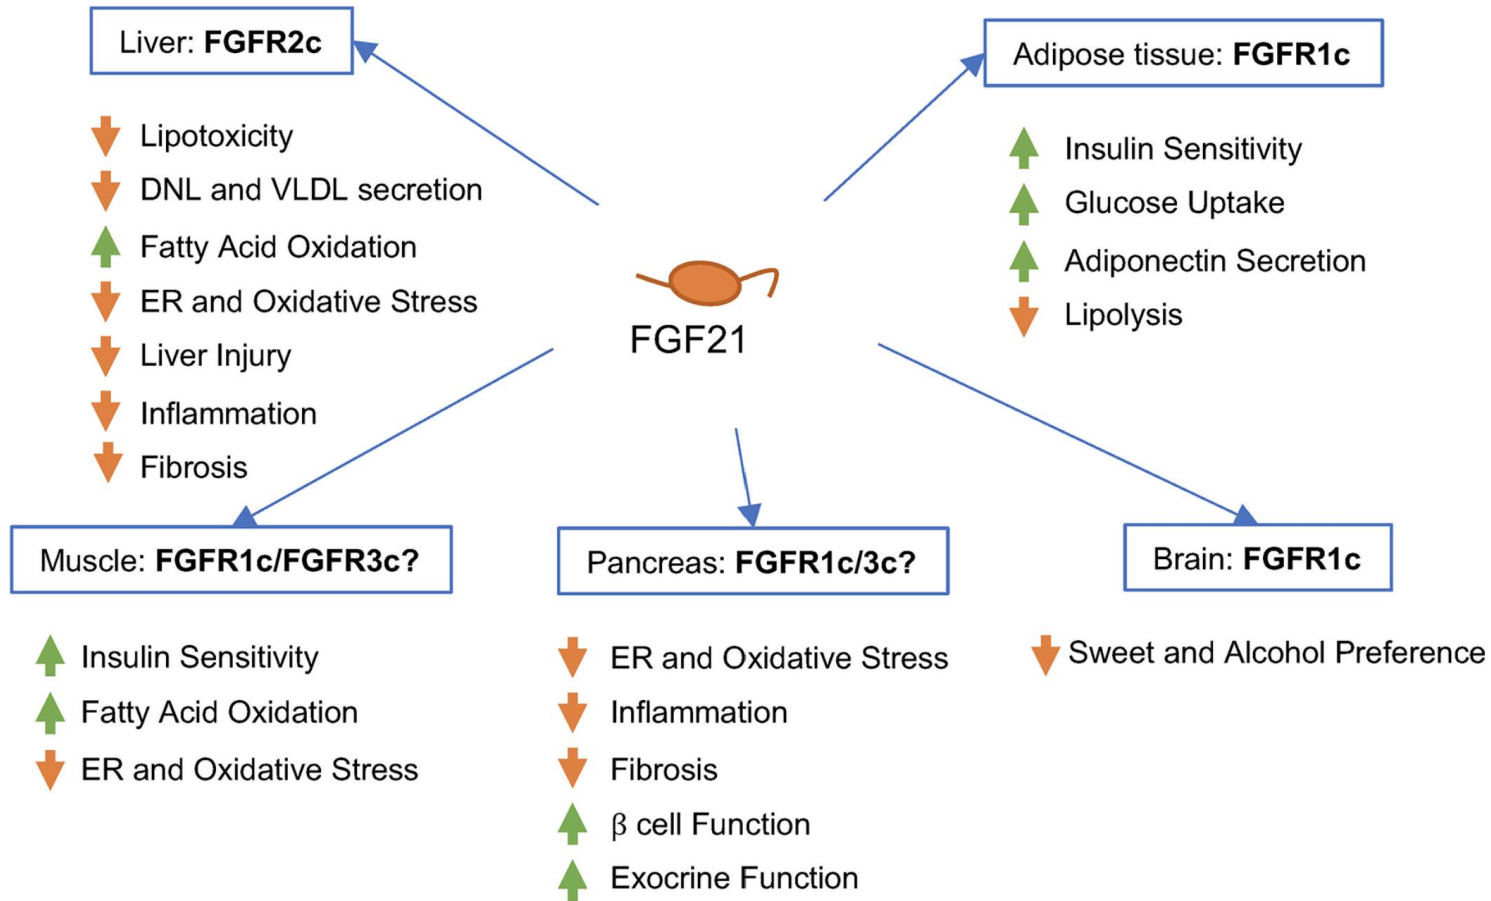 Liver: FGFR2c
Lipotoxicity
DNL and VLDL secretion
Fatty Acid Oxidation
ER and Oxidative Stress
Liver Injury
Inflammation
Fibrosis
Adipose tissue: FGFR1c
Insulin Sensitivity
Glucose Uptake
Adiponectin Secretion
Lipolysis
FGF21
Muscle: FGFR1c/FGFR3c?
Insulin Sensitivity
Fatty Acid Oxidation
ER and Oxidative Stress
Pancreas: FGFR1c/3c?
ER and Oxidative Stress
Inflammation
Fibrosis
β cell Function
Exocrine Function
Brain: FGFR1c
Sweet and Alcohol Preference